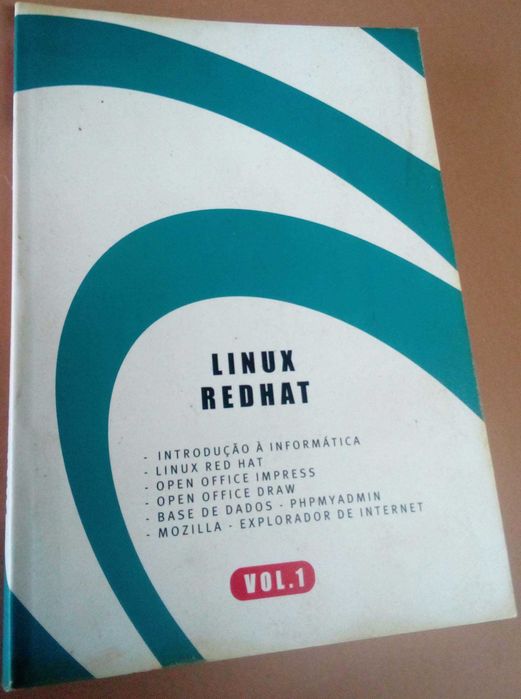 LINUX
REDHAT
- INTRODUÇÃO À INFORMÁTICA
- LINUX RED HAT
- OPEN OFFICE IMPRESS
- OPEN OFFICE DRAW
- BASE DE DADOS - PHPMYADMIN
- MOZILLA - EXPLORADOR DE INTERNET
VOL.1